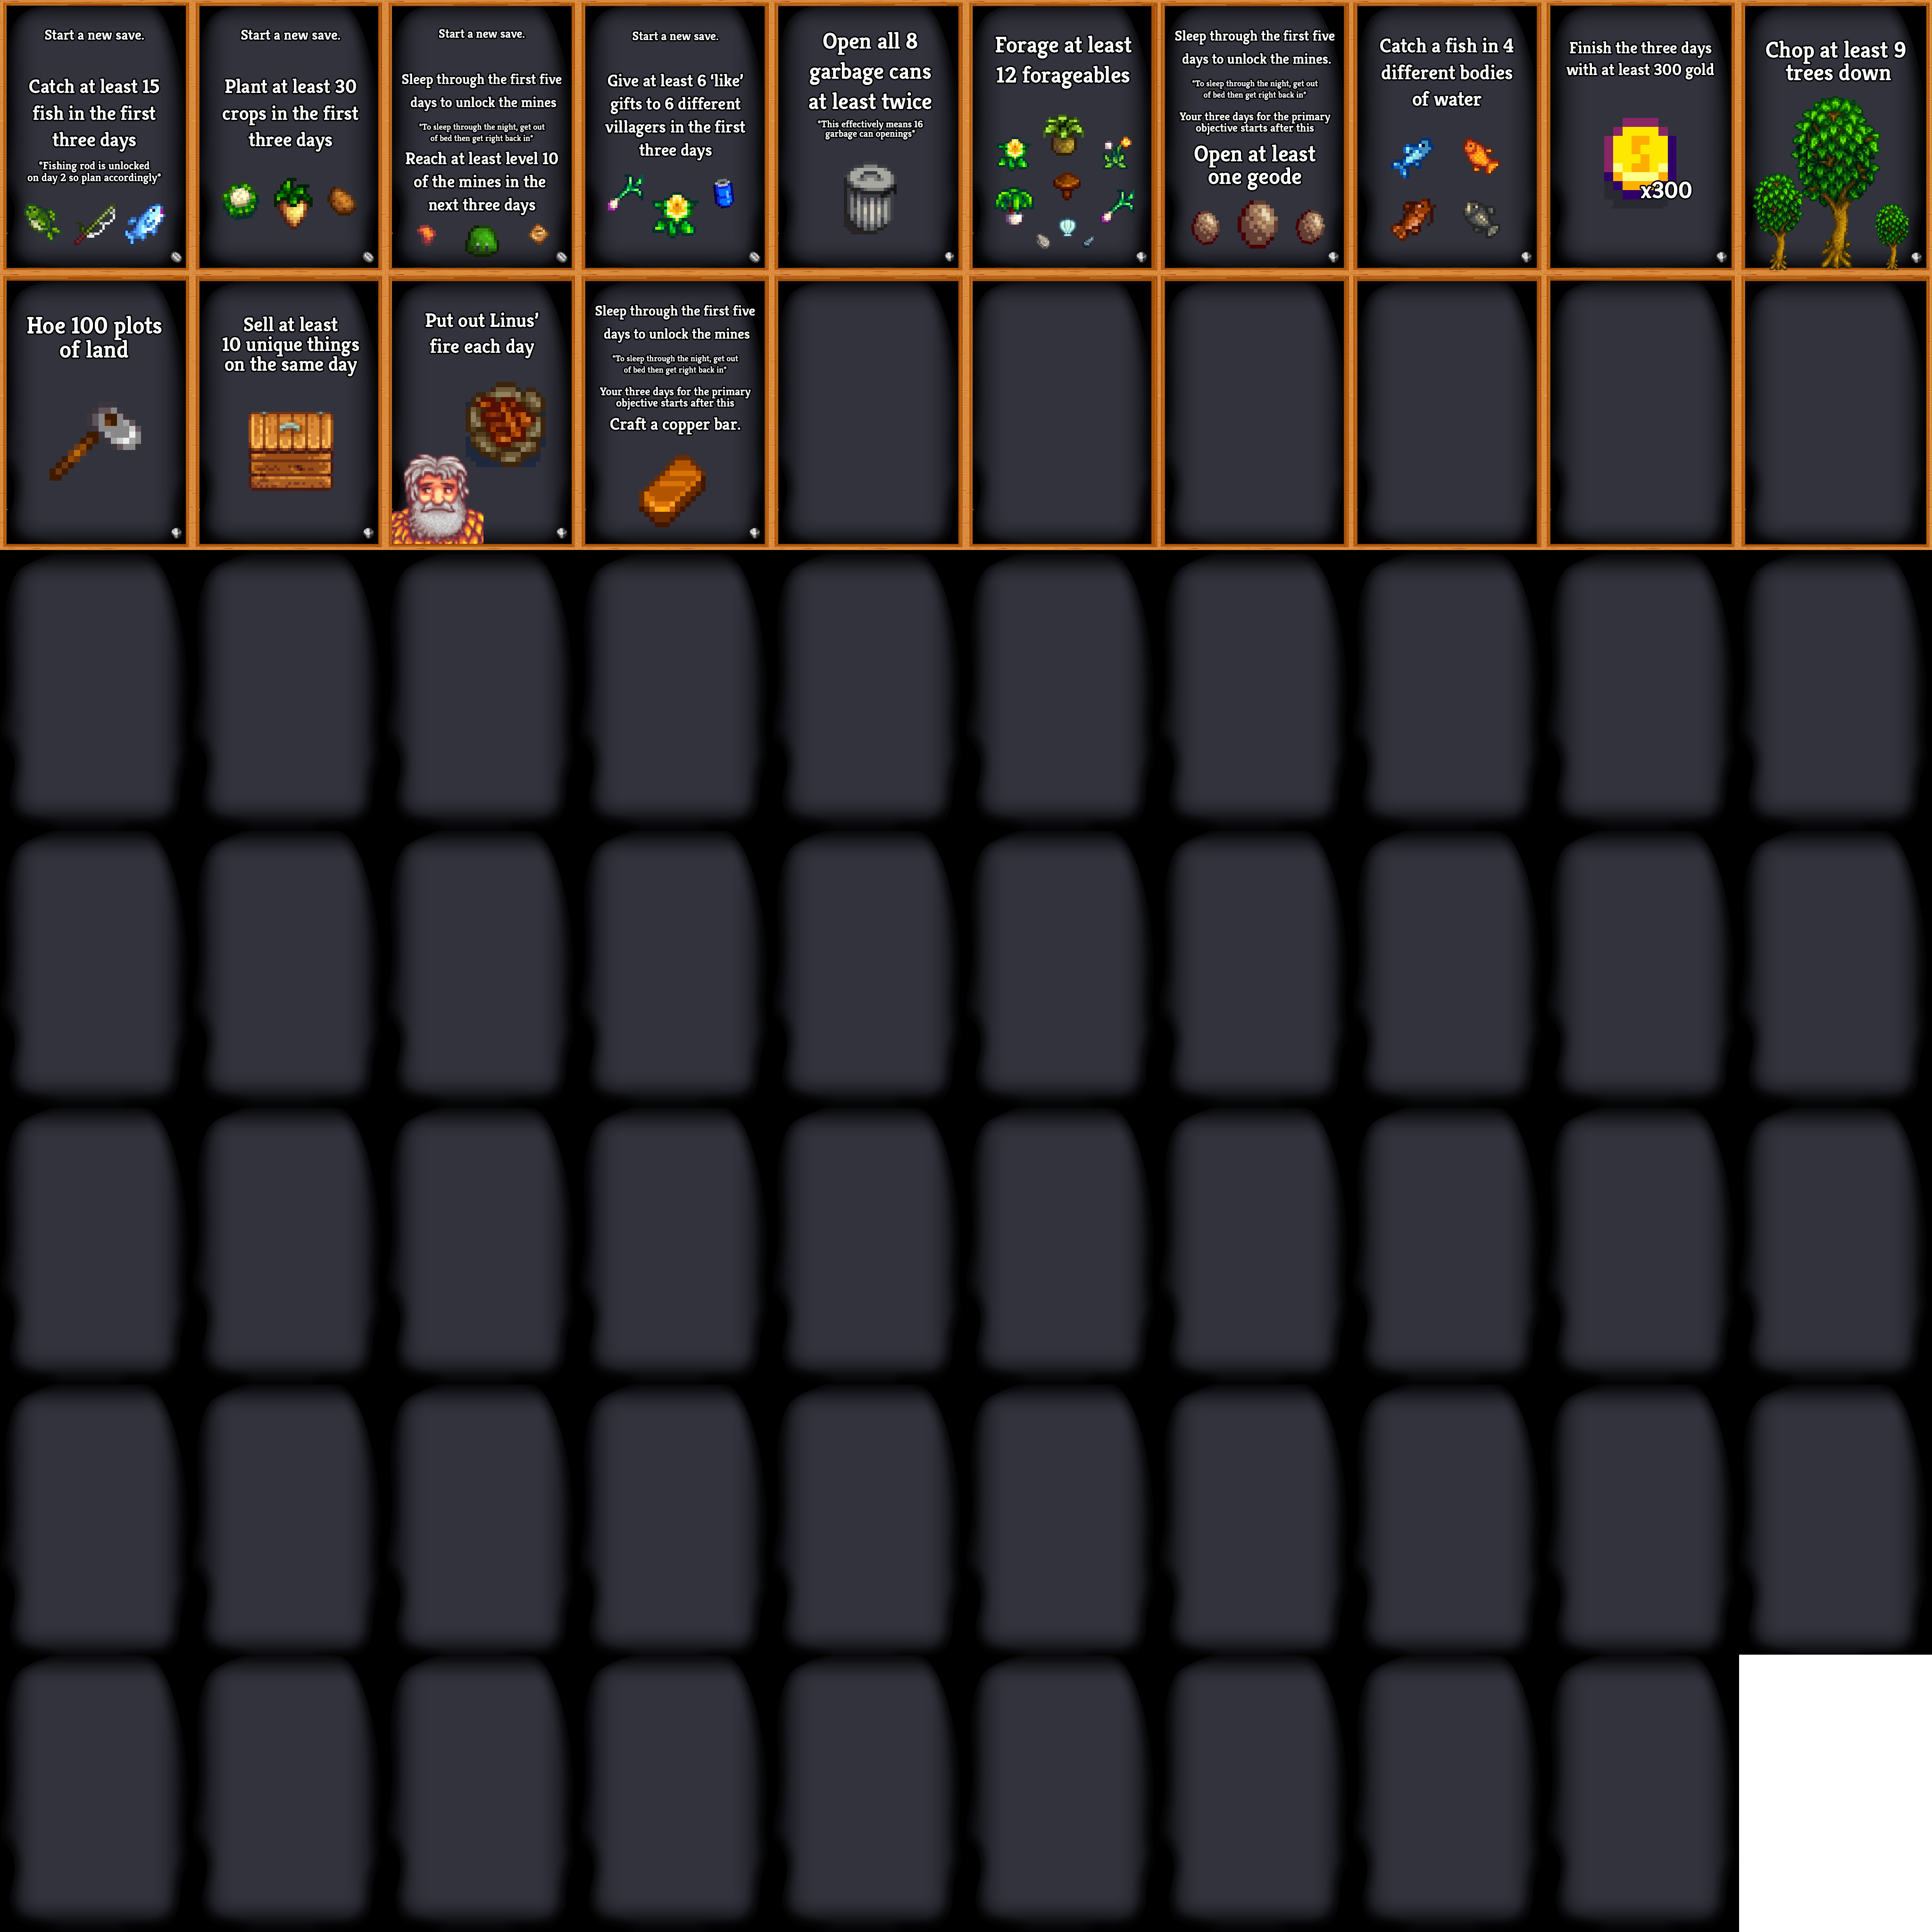 Start a new save.
Catch at least 15
fish in the first
three days
*Fishing rod is unlocked
on day 2 so plan accordingly*
Start a new save.
Plant at least 30
crops in the first
three days
Start a new save.
Sleep through the first five
days to unlock the mines
*To sleep through the night, get out
of bed then get right back in*
Reach at least level 10
of the mines in the
next three days
Start a new save.
Give at least 6 'like'
gifts to 6 different
villagers in the first
three days
Open all 8
garbage cans
at least twice
*This effectively means 16
garbage can openings*
Forage at least
12 forageables
Sleep through the first five
days to unlock the mines.
*To sleep through the night, get out
of bed then get right back in*
Your three days for the primary
objective starts after this
Open at least
one geode
Catch a fish in 4
different bodies
of water
Finish the three days
with at least 300 gold
x300
Chop at least 9
trees down
Hoe 100 plots
of land
Sell at least
10 unique things
on the same day
Put out Linus’
fire each day
Sleep through the first five
days to unlock the mines
*To sleep through the night, get out
of bed then get right back in*
Your three days for the primary
objective starts after this
Craft a copper bar.